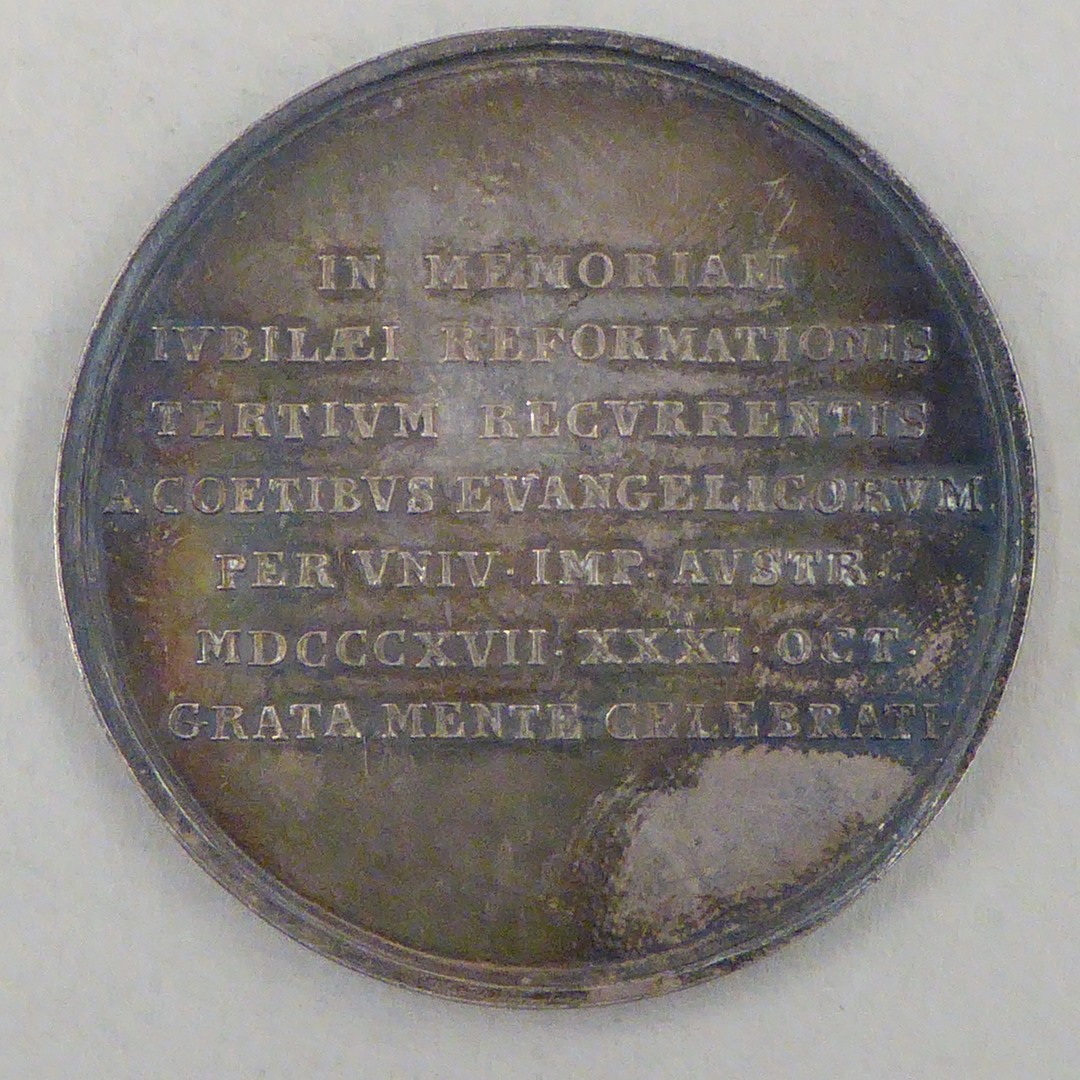 IN MEMORIAM
IVBILÆI REFORMATIONIS
TERTIVM RECVRRENTIS
A COETIBVS EVANGELICORVM
PER VNIV· IMP· AVSTR·
MDCCCXVII· XXXI· OCT·
GRATA MENTE CELEBRATI·